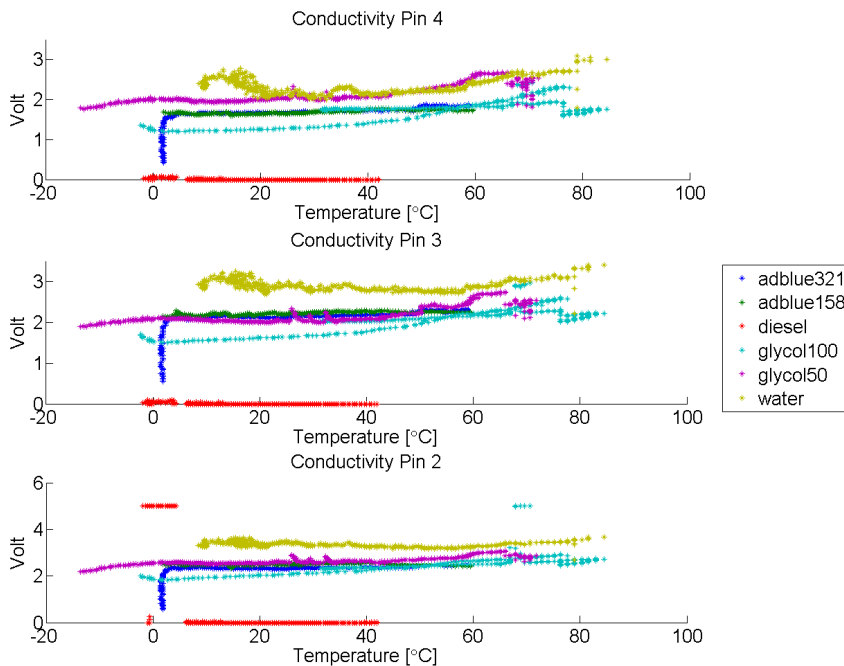 Conductivity Pin 4
3
2
1
0
Volt
-20 0 20 40 60 80 100
Temperature [°C]
Conductivity Pin 3
3
2
1
0
Volt
-20 0 20 40 60 80 100
Temperature [°C]
adblue321
adblue158
diesel
glycol100
glycol50
water
Conductivity Pin 2
6
4
2
0
Volt
-20 0 20 40 60 80 100
Temperature [°C]